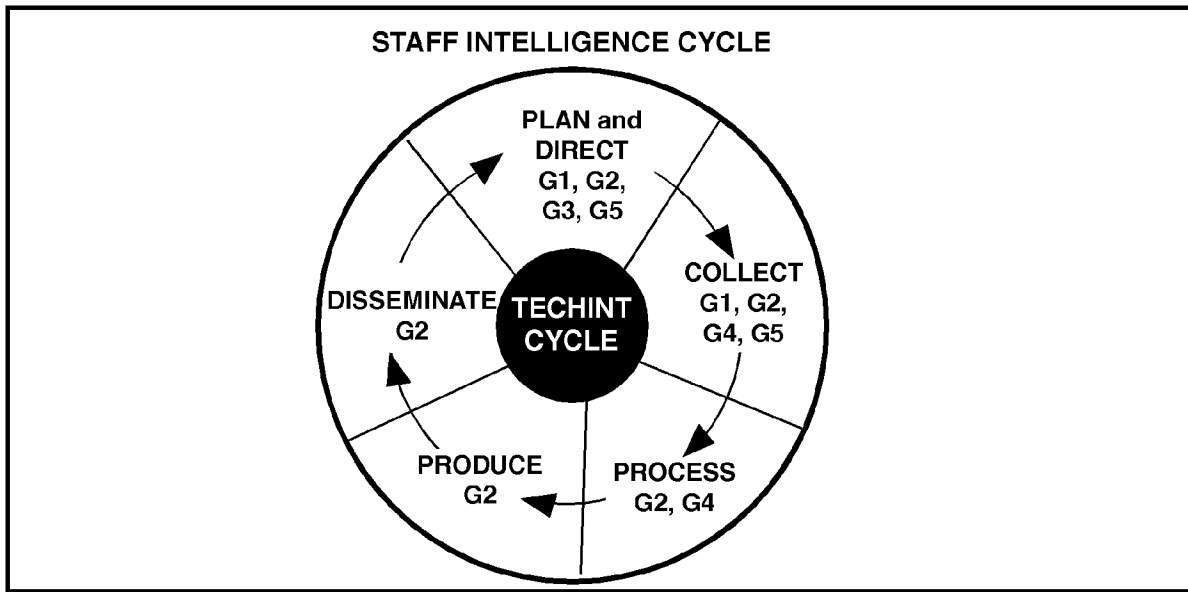 STAFF INTELLIGENCE CYCLE
PLAN and
DIRECT
G1, G2,
G3, G5
COLLECT
G1, G2,
G4, G5
PROCESS
G2, G4
PRODUCE
G2
DISSEMINATE
G2
TECHINT
CYCLE